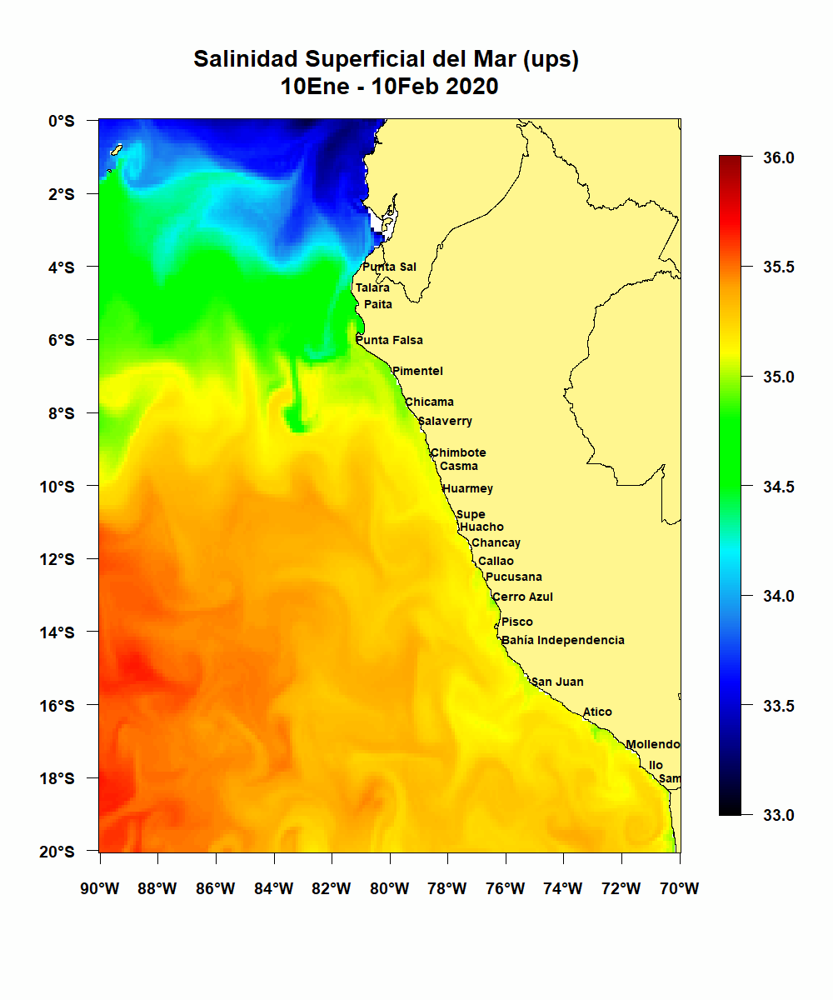 Salinidad Superficial del Mar (ups)
10Ene - 10Feb 2020
0°S
2°S
4°S
6°S
8°S
10°S
12°S
14°S
16°S
18°S
20°S
Punta Sal
Talara
Paita
Punta Falsa
Pimentel
Chicama
Salaverry
Chimbote
Casma
Huarmey
Supe
Huacho
Chancay
Callao
Pucusana
Cerro Azul
Pisco
Bahía Independencia
San Juan
Atico
Mollendo
Ilo
Sam
36.0
35.5
35.0
34.5
34.0
33.5
33.0
90°W 88°W 86°W 84°W 82°W 80°W 78°W 76°W 74°W 72°W 70°W